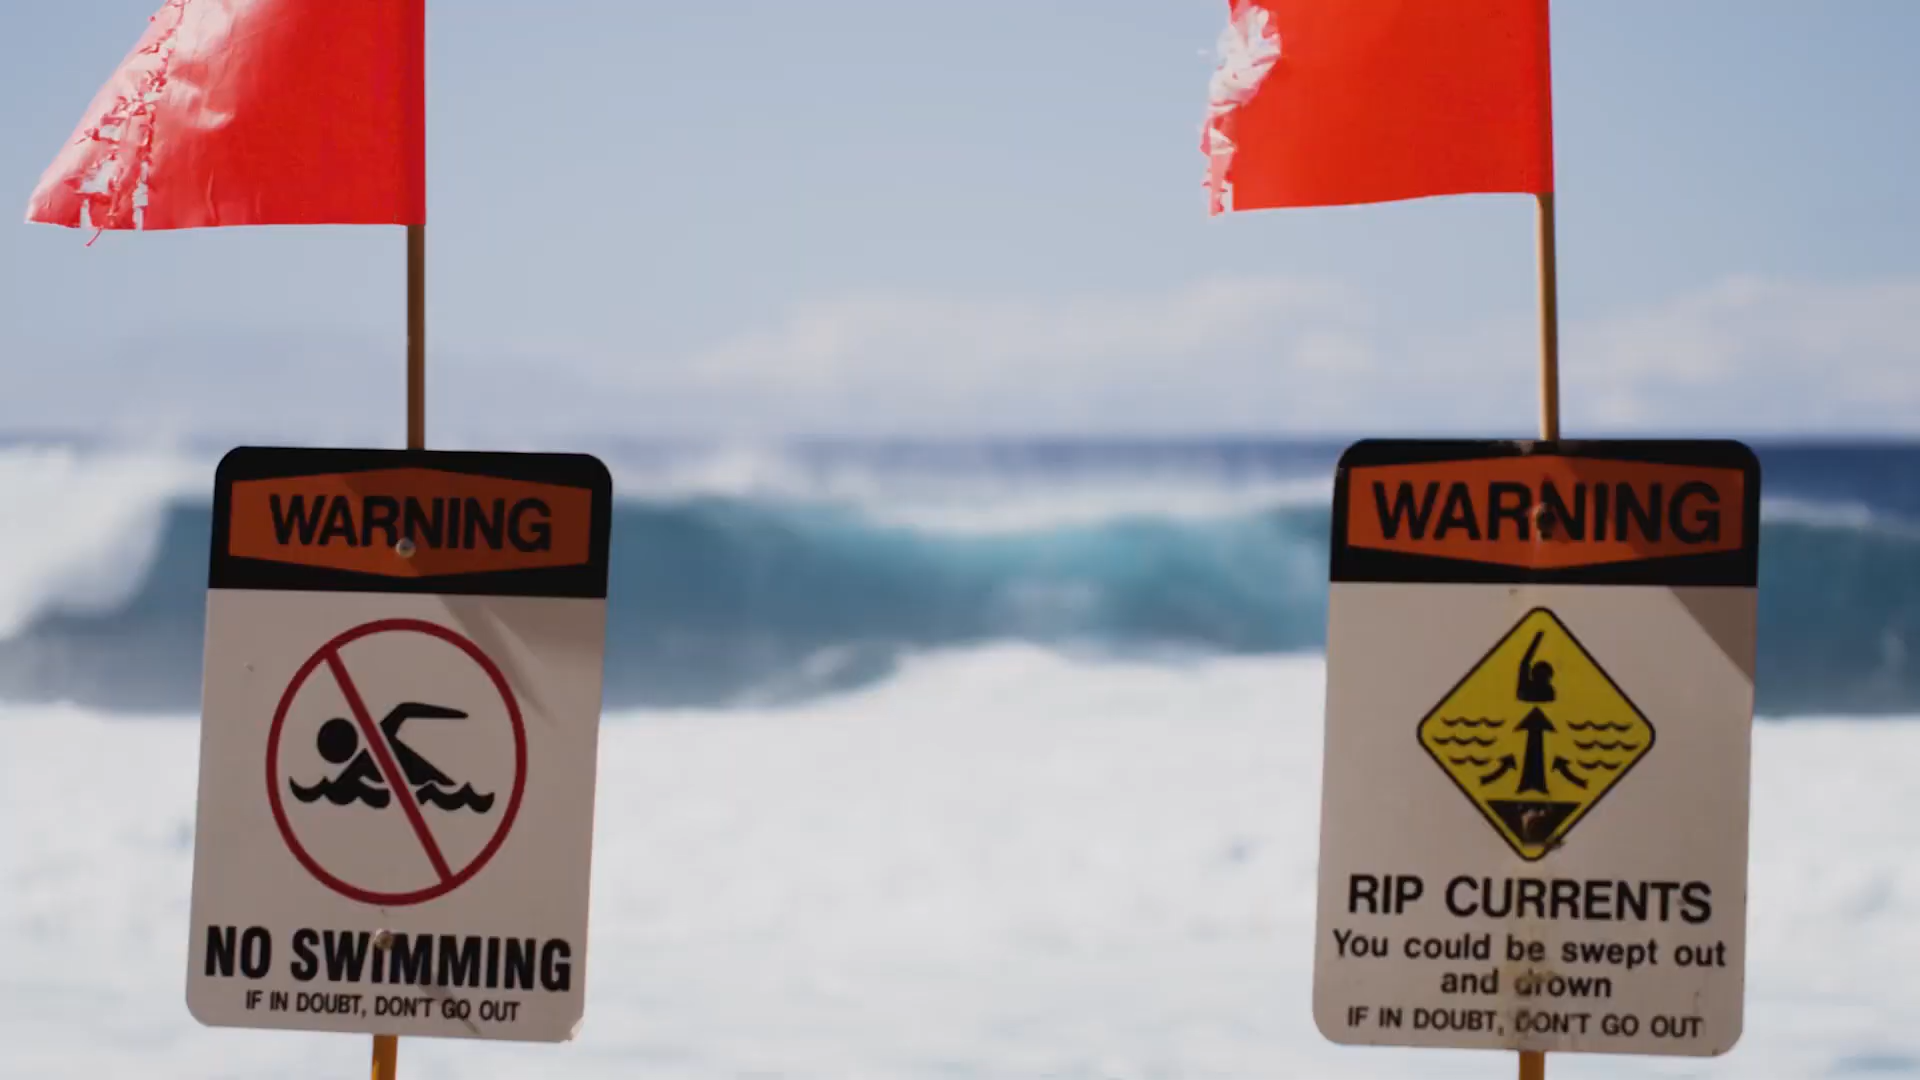 WARNING
NO SWIMMING
IF IN DOUBT, DON'T GO OUT
WARNING
RIP CURRENTS
You could be swept out
and drown
IF IN DOUBT, DON'T GO OUT